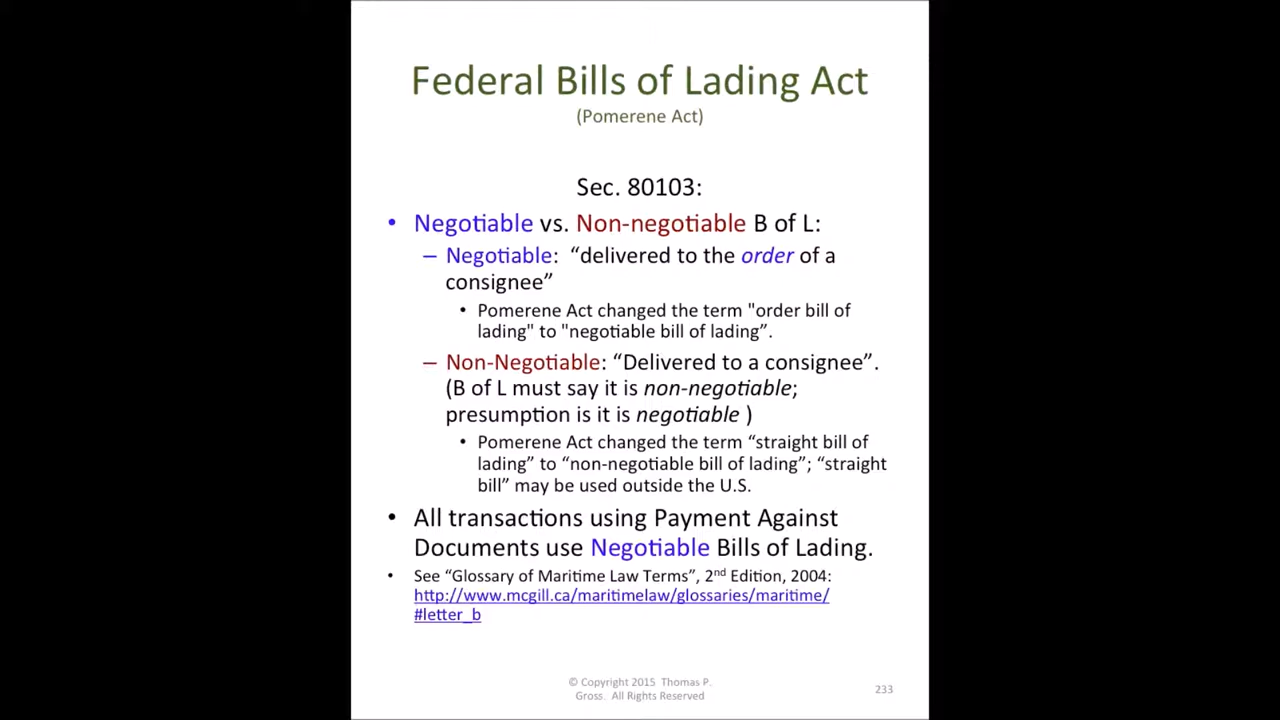 Federal Bills of Lading Act
(Pomerene Act)
Sec. 80103:
• Negotiable vs. Non-negotiable B of L:
– Negotiable: “delivered to the order of a
consignee”
• Pomerene Act changed the term "order bill of
lading" to "negotiable bill of lading”.
– Non-Negotiable: “Delivered to a consignee”.
(B of L must say it is non-negotiable;
presumption is it is negotiable )
• Pomerene Act changed the term “straight bill of
lading” to “non-negotiable bill of lading”; “straight
bill” may be used outside the U.S.
• All transactions using Payment Against
Documents use Negotiable Bills of Lading.
• See “Glossary of Maritime Law Terms”, 2nd Edition, 2004:
http://www.mcgill.ca/maritimelaw/glossaries/maritime/
#letter_b
© Copyright 2015 Thomas P.
Gross. All Rights Reserved
233